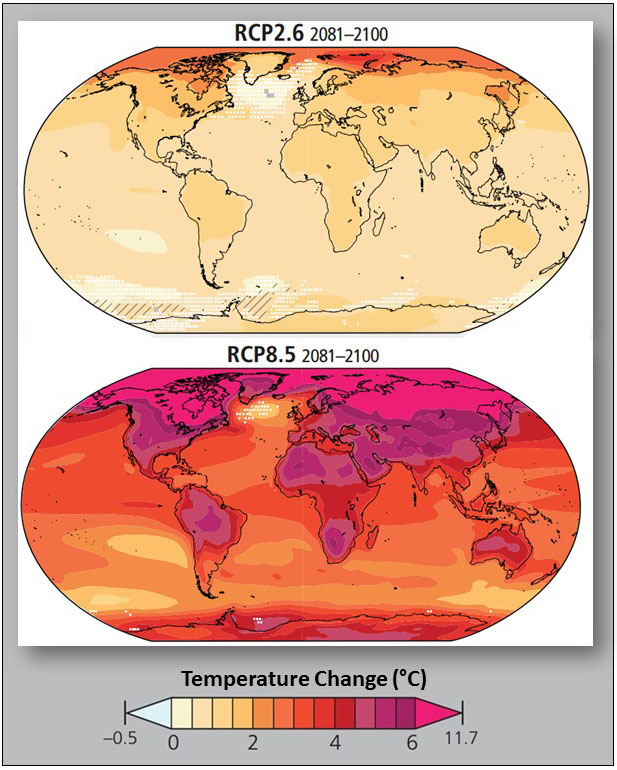 RCP2.6 2081–2100
RCP8.5 2081–2100
Temperature Change (°C)
−0.5 0 2 4 6 11.7